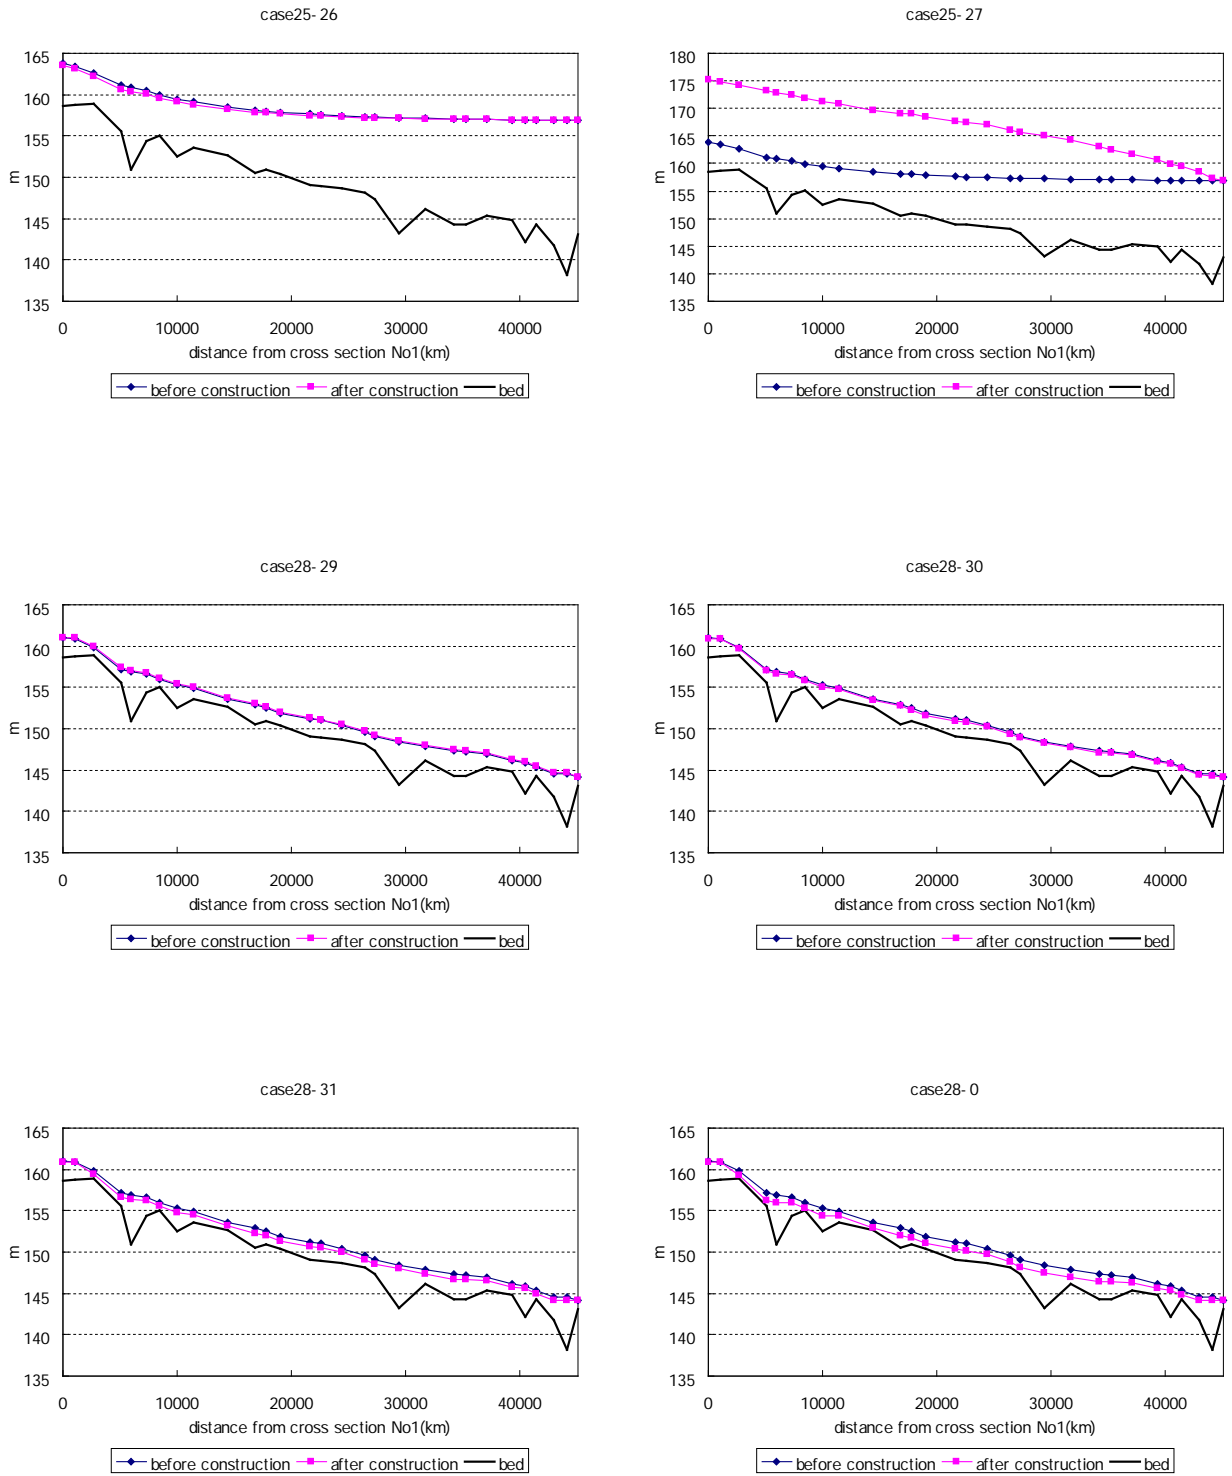 case25-26
165
160
155
150
145
140
135
m
0 10000 20000 30000 40000
distance from cross section No1(km)
before construction after construction bed
case25-27
180
175
170
165
160
155
150
145
140
135
m
0 10000 20000 30000 40000
distance from cross section No1(km)
before construction after construction bed
case28-29
165
160
155
150
145
140
135
m
0 10000 20000 30000 40000
distance from cross section No1(km)
before construction after construction bed
case28-30
165
160
155
150
145
140
135
m
0 10000 20000 30000 40000
distance from cross section No1(km)
before construction after construction bed
case28-31
165
160
155
150
145
140
135
m
0 10000 20000 30000 40000
distance from cross section No1(km)
before construction after construction bed
case28-0
165
160
155
150
145
140
135
m
0 10000 20000 30000 40000
distance from cross section No1(km)
before construction after construction bed